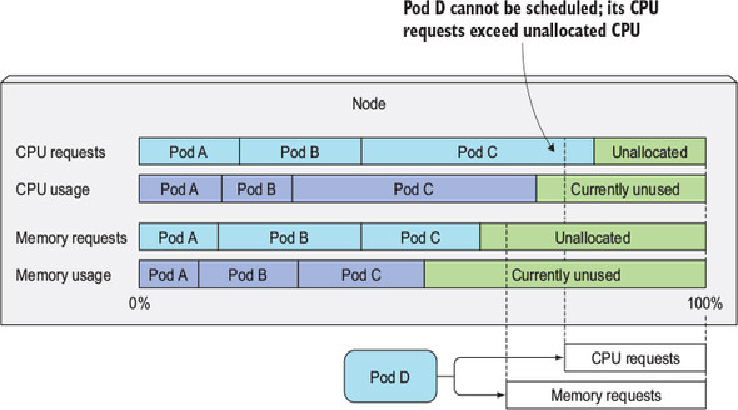 Pod D cannot be scheduled; its CPU
requests exceed unallocated CPU
Node
CPU requests Pod A Pod B Pod C Unallocated
CPU usage Pod A Pod B Pod C Currently unused
Memory requests Pod A Pod B Pod C Unallocated
Memory usage Pod A Pod B Pod C Currently unused
0% 100%
CPU requests
Pod D
Memory requests